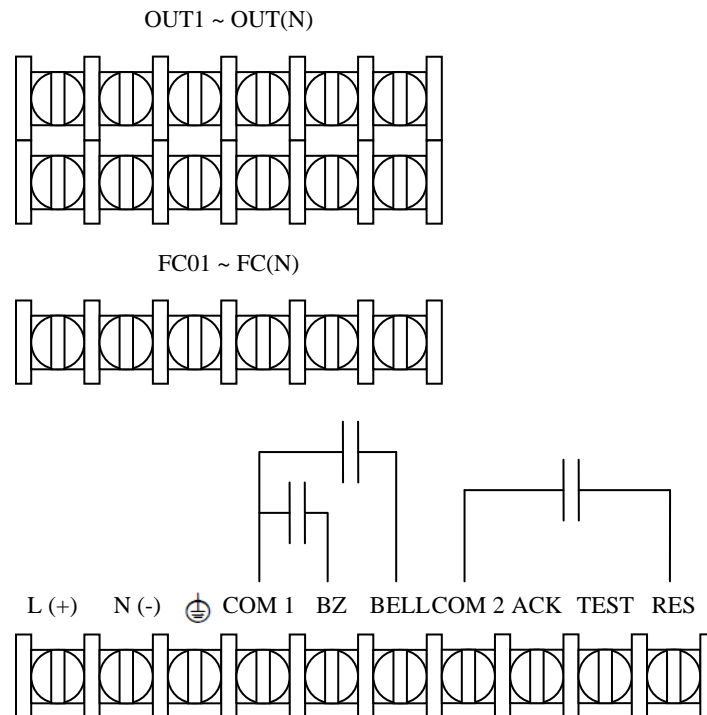 OUT1 ~ OUT(N)
FC01 ~ FC(N)
L (+) N (-) COM 1 BZ BELL COM 2 ACK TEST RES